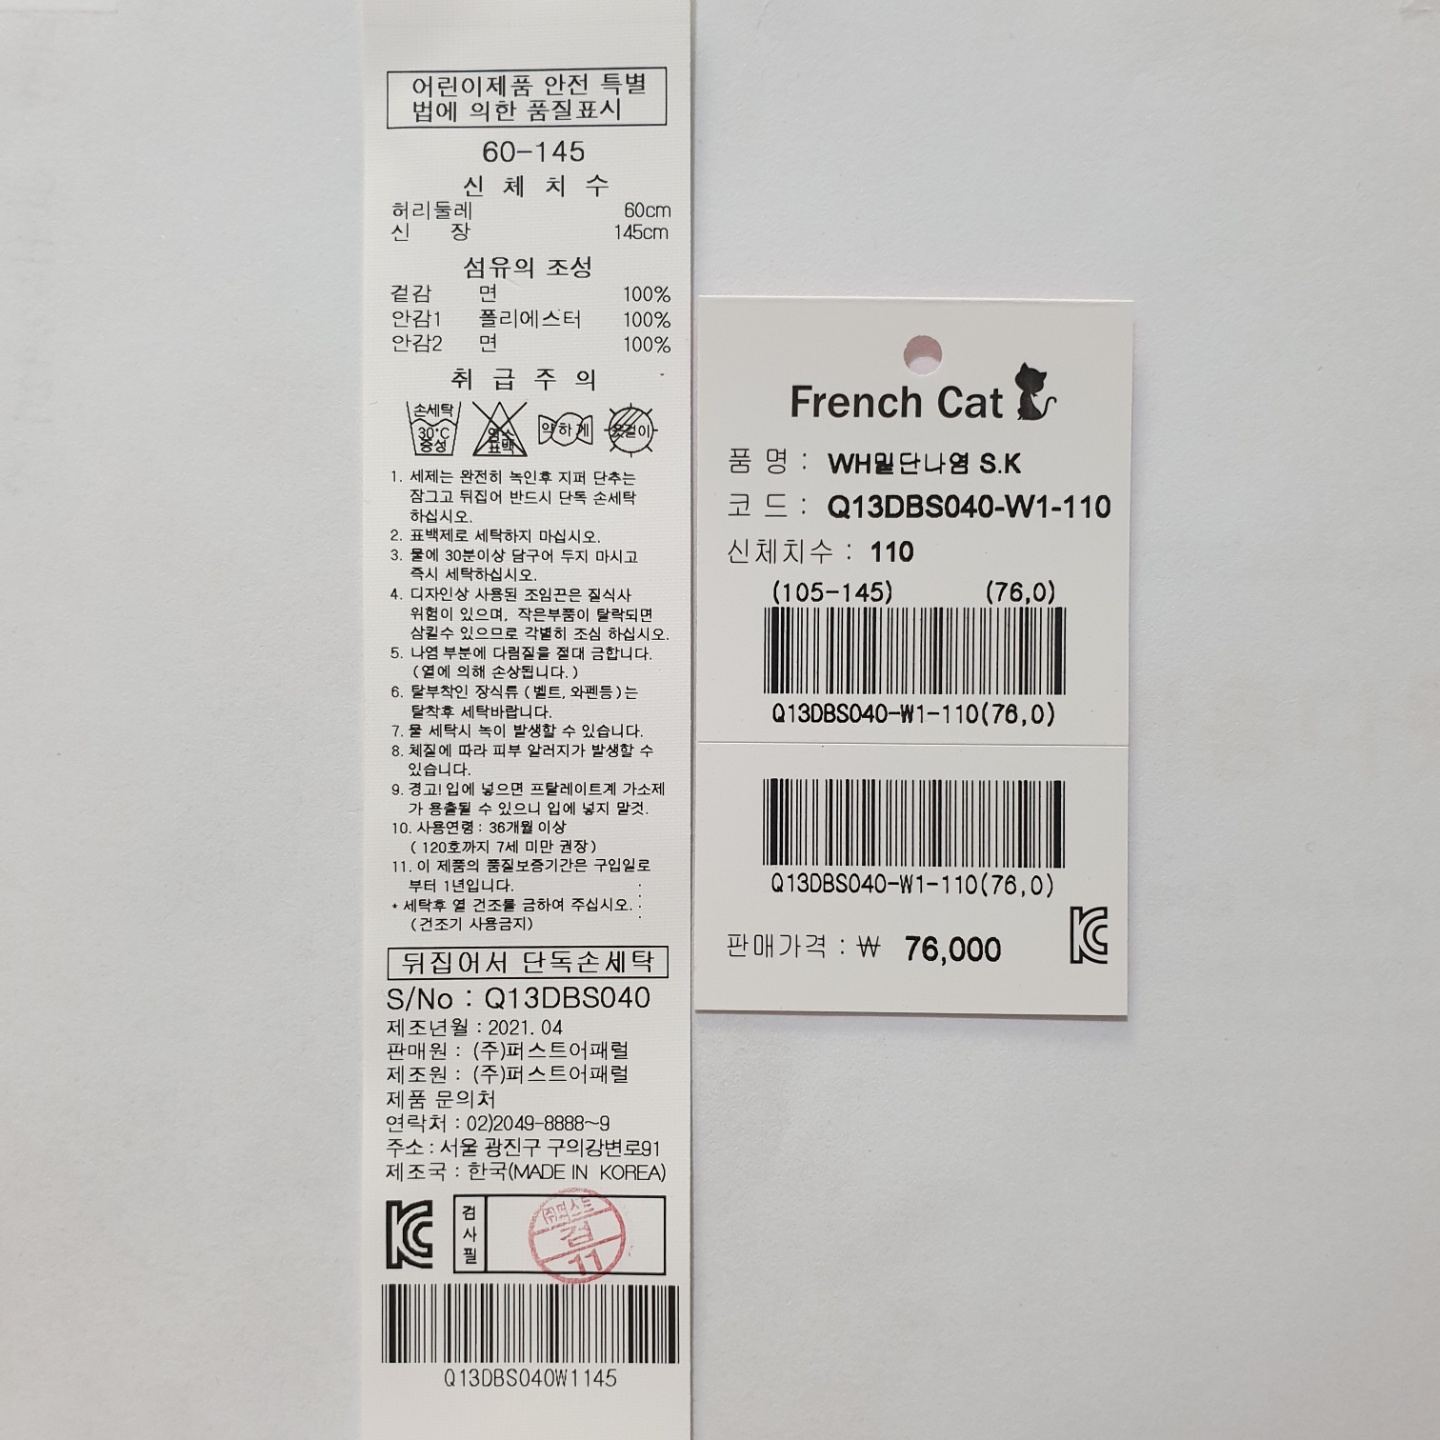 어린이제품 안전 특별
법에 의한 품질표시
60-145
신 체 치 수
허리둘레 60cm
신 장 145cm
섬유의 조성
겉감 면 100%
안감1 폴리에스터 100%
안감2 면 100%
취 급 주 의
손세탁
30°C
중성
염소
표백
약하게
옷걸이
1. 세제는 완전히 녹인후 지퍼 단추는
잠그고 뒤집어 반드시 단독 손세탁
하십시오.
2. 표백제로 세탁하지 마십시오.
3. 물에 30분이상 담구어 두지 마시고
즉시 세탁하십시오.
4. 디자인상 사용된 조임끈은 질식사
위험이 있으며, 작은부품이 탈락되면
삼킬수 있으므로 각별히 조심 하십시오.
5. 나염 부분에 다림질을 절대 금합니다.
(열에 의해 손상됩니다.)
6. 탈부착인 장식류 (벨트, 와펜등)는
탈착후 세탁바랍니다.
7. 물 세탁시 녹이 발생할 수 있습니다.
8. 체질에 따라 피부 알러지가 발생할 수
있습니다.
9. 경고! 입에 넣으면 프탈레이트계 가소제
가 용출될 수 있으니 입에 넣지 말것.
10. 사용연령 : 36개월 이상
( 120호까지 7세 미만 권장)
11. 이 제품의 품질보증기간은 구입일로
부터 1년입니다.
* 세탁후 열 건조를 금하여 주십시오.
(건조기 사용금지)
뒤집어서 단독손세탁
S/No : Q13DBS040
제조년월 : 2021. 04
판매원 : (주)퍼스트어패럴
제조원 : (주)퍼스트어패럴
제품 문의처
연락처 : 02)2049-8888~9
주소 : 서울 광진구 구의강변로91
제조국 : 한국(MADE IN KOREA)
KC
검사필
(주)퍼스트
검
11
Q13DBS040W1145
French Cat
품 명 : WH밑단나염 S.K
코 드 : Q13DBS040-W1-110
신체치수 : 110
(105-145) (76,0)
Q13DBS040-W1-110(76,0)
Q13DBS040-W1-110(76,0)
판매가격 : ₩ 76,000
KC